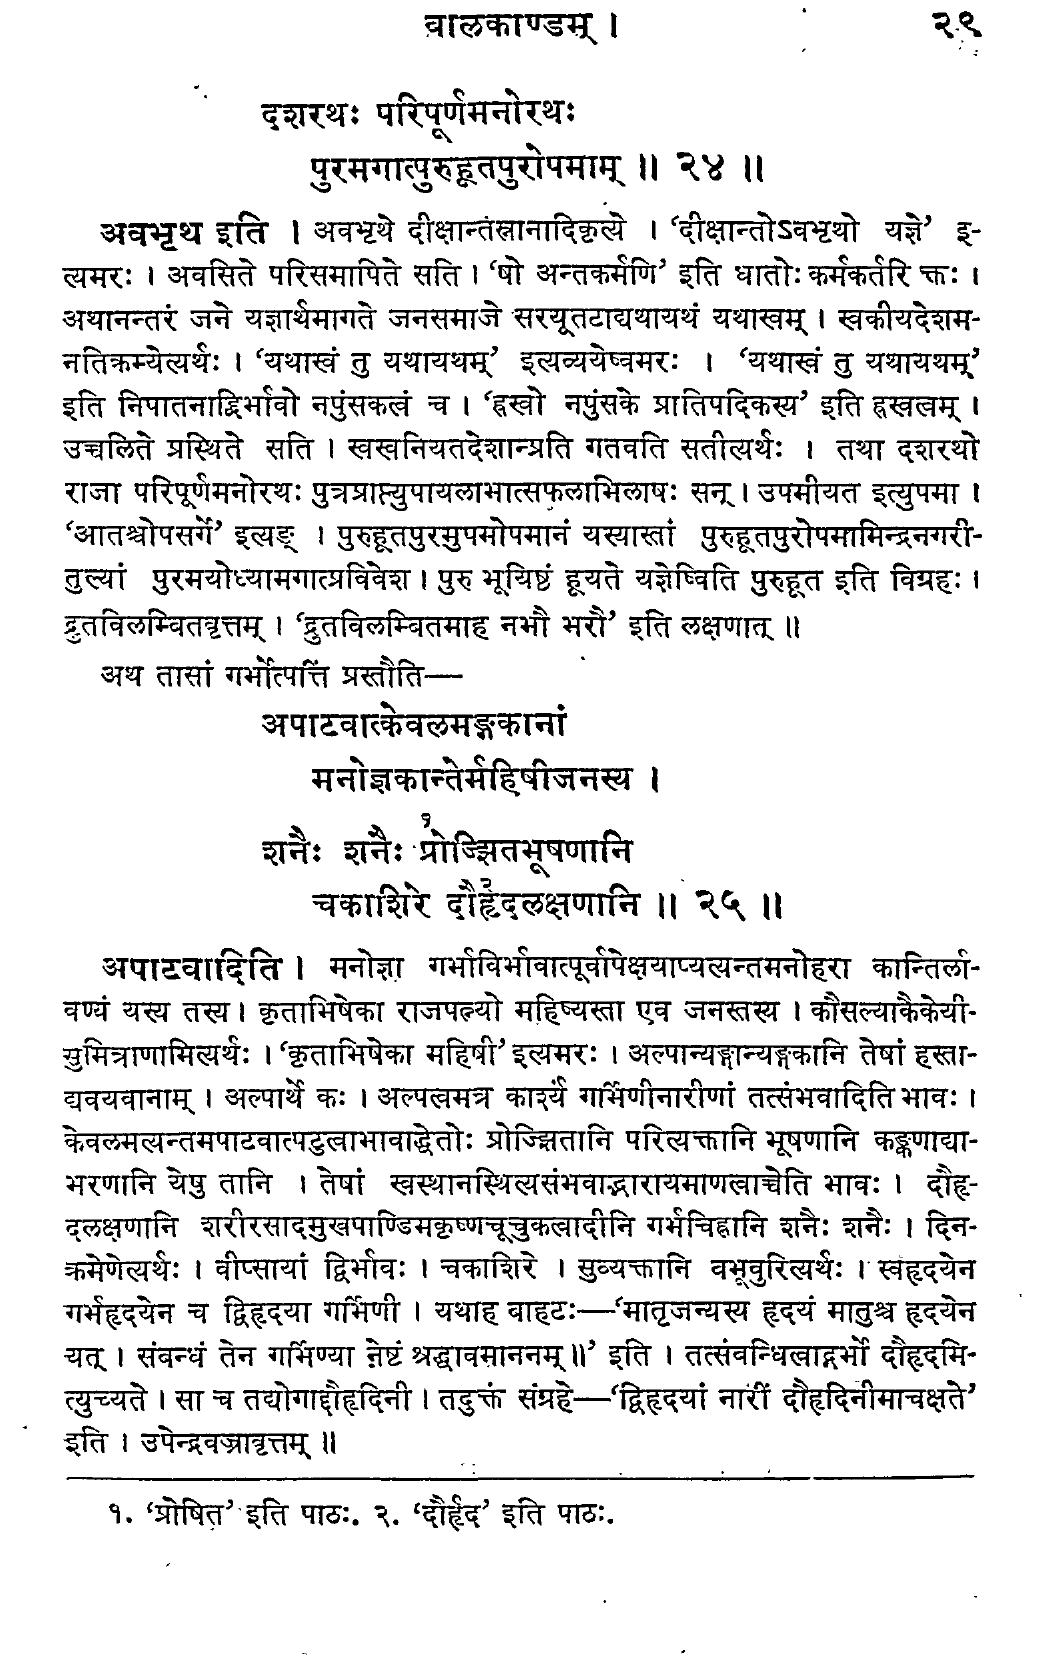 बालकाण्डम् ।
२९
दशरथः परिपूर्णमनोरथः
पुरमगात्पुरुहूतपुरोपमाम् ॥ २४ ॥
अवभृथ इति । अवभृथे दीक्षान्तस्नानादिकृत्ये । ‘दीक्षान्तोऽवभृथो यज्ञे’ इ-
त्यमरः । अवसिते परिसमापिते सति । ‘षो अन्तकर्मणि’ इति धातोः कर्मकर्तरि क्तः ।
अथानन्तरं जने यज्ञार्थमागते जनसमाजे सरयूतटाद्यथायथं यथास्वम् । स्वकीयदेशम-
नतिक्रम्येत्यर्थः । ‘यथास्वं तु यथायथम्’ इत्यव्ययेष्वमरः । ‘यथास्वं तु यथायथम्’
इति निपातनाद्द्विर्भावो नपुंसकत्वं च । ‘ह्रस्वो नपुंसके प्रातिपदिकस्य’ इति ह्रस्वत्वम् ।
उच्चलिते प्रस्थिते सति । स्वस्वनियतदेशान्प्रति गतवति सतीत्यर्थः । तथा दशरथो
राजा परिपूर्णमनोरथः पुत्रप्राप्त्युपायलाभात्सफलाभिलाषः सन् । उपमीयत इत्युपमा ।
‘आतश्चोपसर्गे’ इत्यङ् । पुरुहूतपुरमुपमोपमानं यस्यास्तां पुरुहूतपुरोपमामिन्द्रनगरी-
तुल्यां पुरमयोध्यामगात्प्रविवेश । पुरु भूयिष्टं हूयते यज्ञेष्विति पुरुहूत इति विग्रहः ।
द्रुतविलम्बितवृत्तम् । ‘द्रुतविलम्बितमाह नभौ भरौ’ इति लक्षणात् ॥
अथ तासां गर्भोत्पत्तिं प्रस्तौति—
अपाटवात्केवलमङ्गकानां
मनोज्ञकान्तेर्महिषीजनस्य ।
शनैः शनैः प्रो१ज्झितभूषणानि
चकाशिरे दौहृ२दलक्षणानि ॥ २५ ॥
अपाटवादिति । मनोज्ञा गर्भाविर्भावात्पूर्वापेक्षयाप्यत्यन्तमनोहरा कान्तिर्ला-
वण्यं यस्य तस्य । कृताभिषेका राजपत्न्यो महिष्यस्ता एव जनस्तस्य । कौसल्याकैकेयी-
सुमित्राणामित्यर्थः । ‘कृताभिषेका महिषी’ इत्यमरः । अल्पान्यङ्गान्यङ्गकानि तेषां हस्ता-
द्यवयवानाम् । अल्पार्थे कः । अल्पत्वमत्र कार्श्यं गर्भिणीनारीणां तत्संभवादिति भावः ।
केवलमत्यन्तमपाटवात्पटुत्वाभावाद्धेतोः प्रोज्झितानि परित्यक्तानि भूषणानि कङ्कणाद्या-
भरणानि येषु तानि । तेषां स्वस्थानस्थित्यसंभवाद्भारायमाणत्वाच्चेति भावः । दौहृ-
दलक्षणानि शरीरसादमुखपाण्डिमकृष्णचूचुकत्वादीनि गर्भचिह्नानि शनैः शनैः । दिन-
क्रमेणेत्यर्थः । वीप्सायां द्विर्भावः । चकाशिरे । सुव्यक्तानि बभूवुरित्यर्थः । स्वहृदयेन
गर्भहृदयेन च द्विहृदया गर्भिणी । यथाह वाहटः—‘मातृजन्यस्य हृदयं मातुश्च हृदयेन
यत् । संबन्धं तेन गर्भिण्या नेष्टं श्रद्धावमाननम् ॥’ इति । तत्संबन्धित्वाद्गर्भो दौहृदमि-
त्युच्यते । सा च तद्योगाद्दौहृदिनी । तदुक्तं संग्रहे—‘द्विहृदयां नारीं दौहृदिनीमाचक्षते’
इति । उपेन्द्रवज्रावृत्तम् ॥
१. ‘प्रोषित’ इति पाठः. २. ‘दौर्हृद’ इति पाठः.